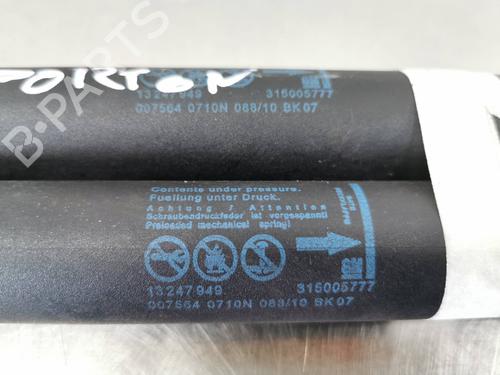 PORTON
13247949 315005777
007564 0710N 088/10 BK07
B-PARTS
Contents under pressure.
Fuellung unter Druck.
Achtung / Attention
Schraubendruckfeder ist vorgespannt!
Preloaded mechanical spring!
13247949 315005777
007564 0710N 088/10 BK07